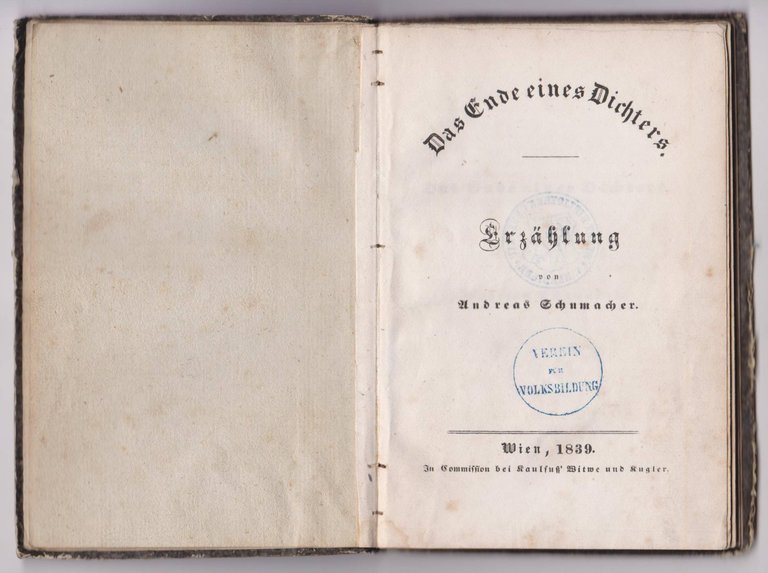 Das Ende eines Dichters.
Erzählung
von
Andreas Schumacher.
VEREIN
FÜR
VOLKSBILDUNG
Wien, 1839.
In Commission bei Kaulfuß' Witwe und Kugler.